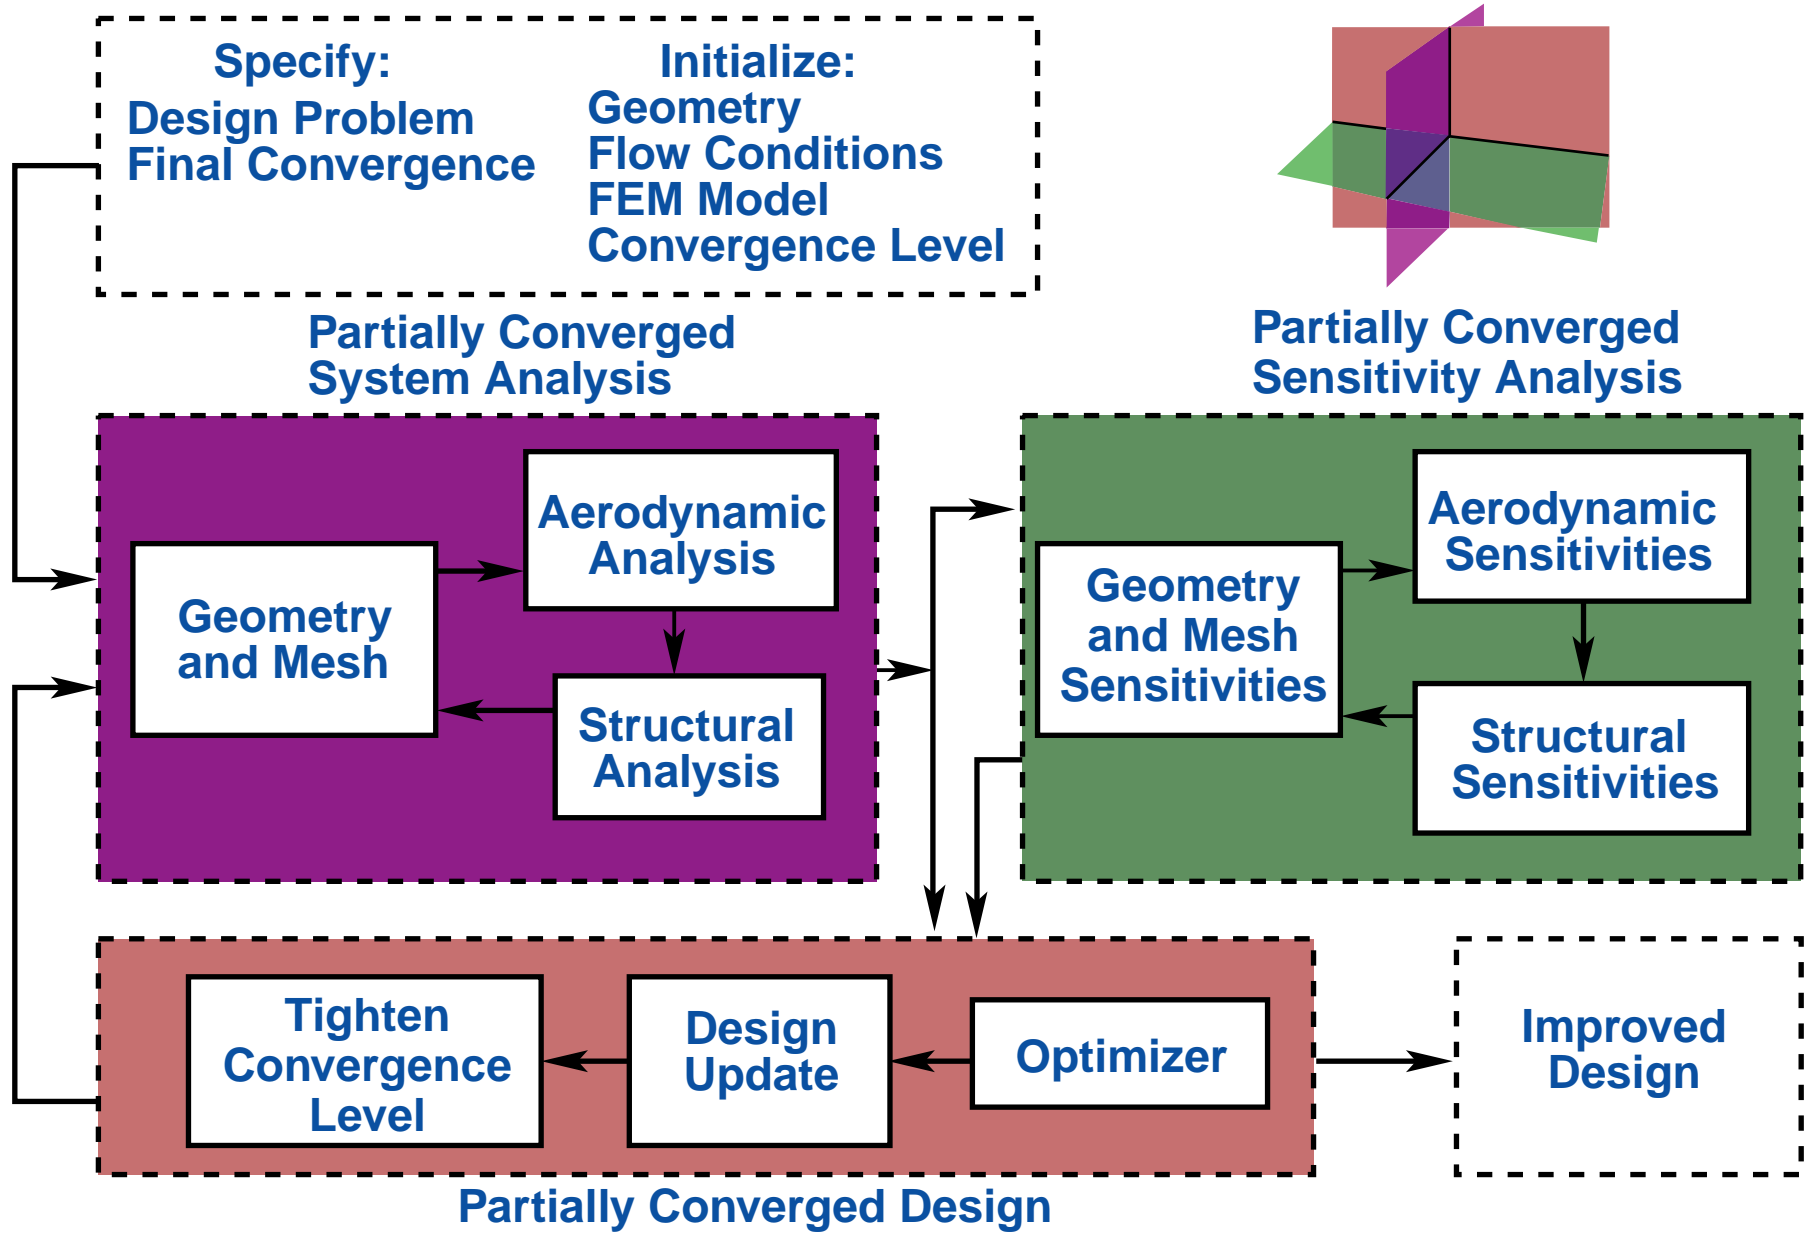 Specify:
Design Problem
Final Convergence
Initialize:
Geometry
Flow Conditions
FEM Model
Convergence Level
Partially Converged
System Analysis
Partially Converged
Sensitivity Analysis
Geometry
and Mesh
Aerodynamic
Analysis
Structural
Analysis
Geometry
and Mesh
Sensitivities
Aerodynamic
Sensitivities
Structural
Sensitivities
Tighten
Convergence
Level
Design
Update
Optimizer
Improved
Design
Partially Converged Design